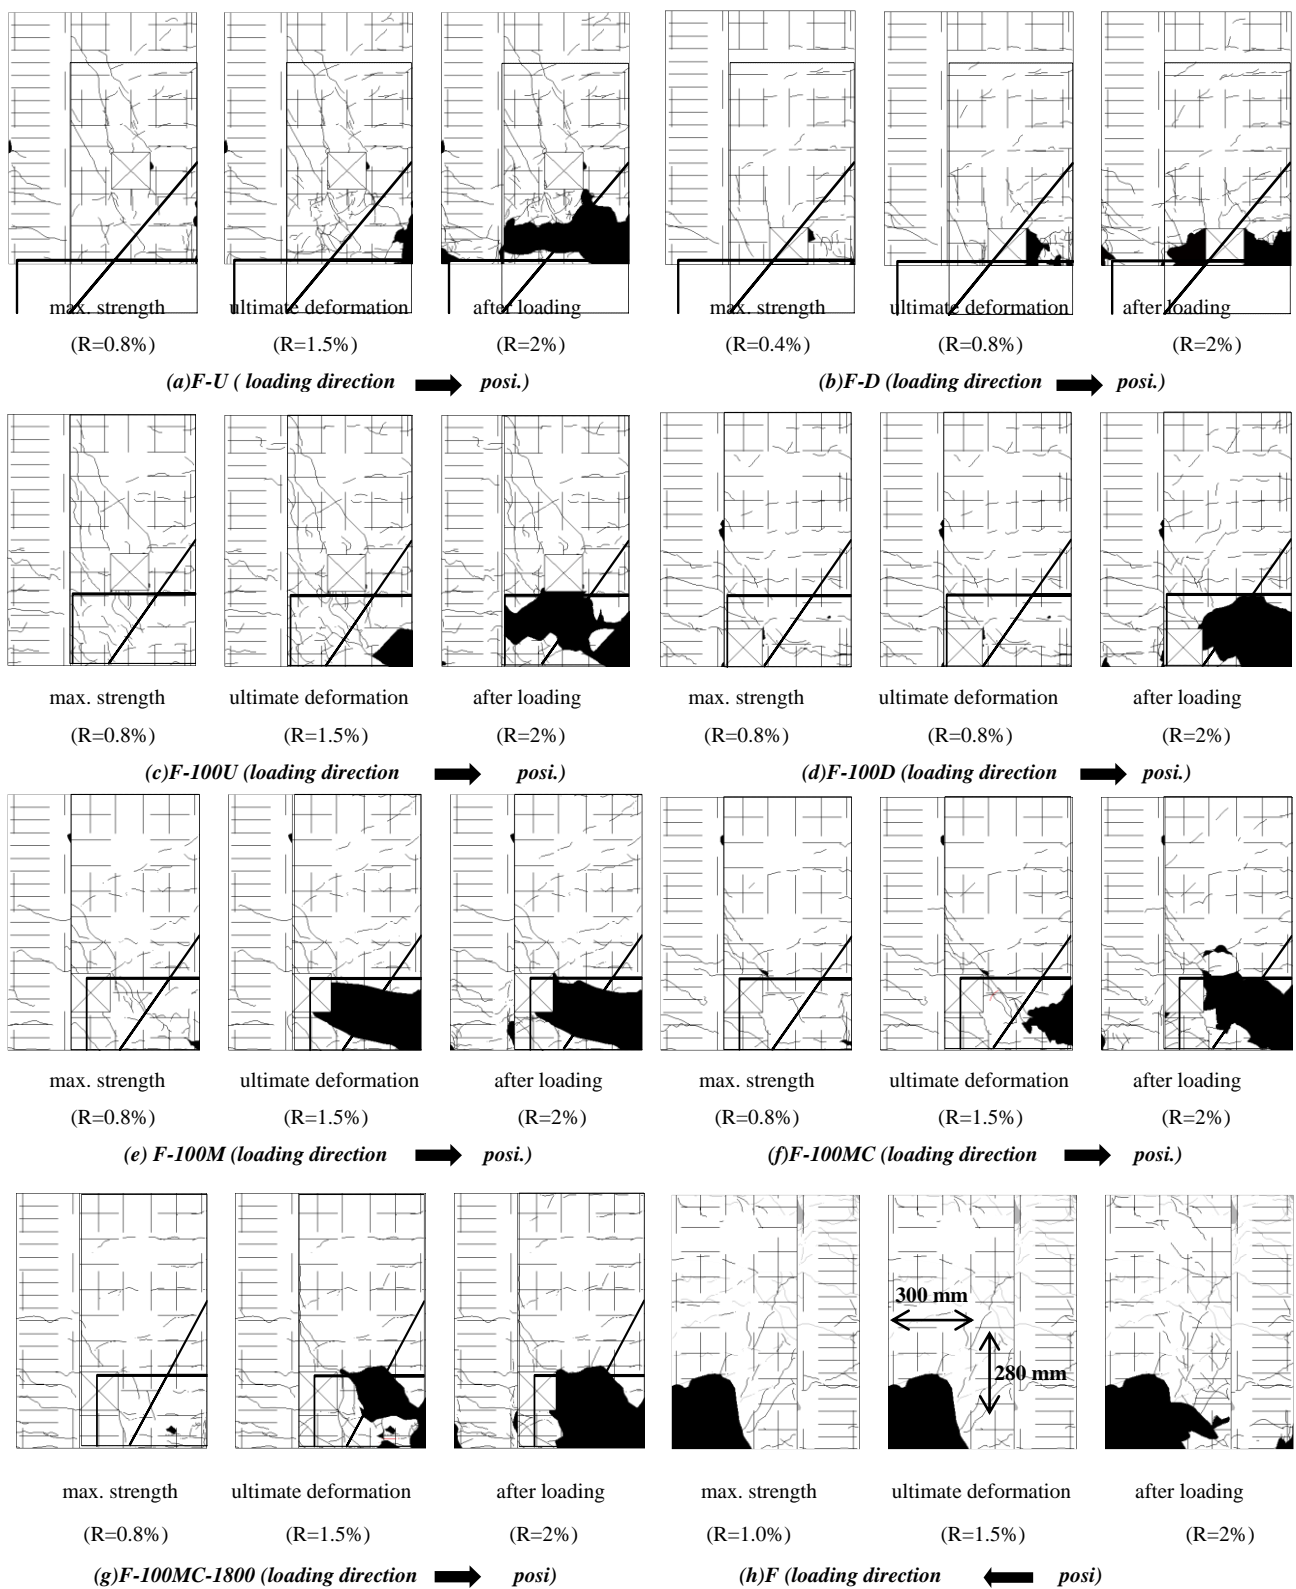 max. strength ultimate deformation after loading max. strength ultimate deformation after loading
(R=0.8%) (R=1.5%) (R=2%) (R=0.4%) (R=0.8%) (R=2%)
(a)F-U ( loading direction posi.) (b)F-D (loading direction posi.)
max. strength ultimate deformation after loading max. strength ultimate deformation after loading
(R=0.8%) (R=1.5%) (R=2%) (R=0.8%) (R=0.8%) (R=2%)
(c)F-100U (loading direction posi.) (d)F-100D (loading direction posi.)
max. strength ultimate deformation after loading max. strength ultimate deformation after loading
(R=0.8%) (R=1.5%) (R=2%) (R=0.8%) (R=1.5%) (R=2%)
(e) F-100M (loading direction posi.) (f)F-100MC (loading direction posi.)
300 mm
280 mm
max. strength ultimate deformation after loading max. strength ultimate deformation after loading
(R=0.8%) (R=1.5%) (R=2%) (R=1.0%) (R=1.5%) (R=2%)
(g)F-100MC-1800 (loading direction posi) (h)F (loading direction posi)